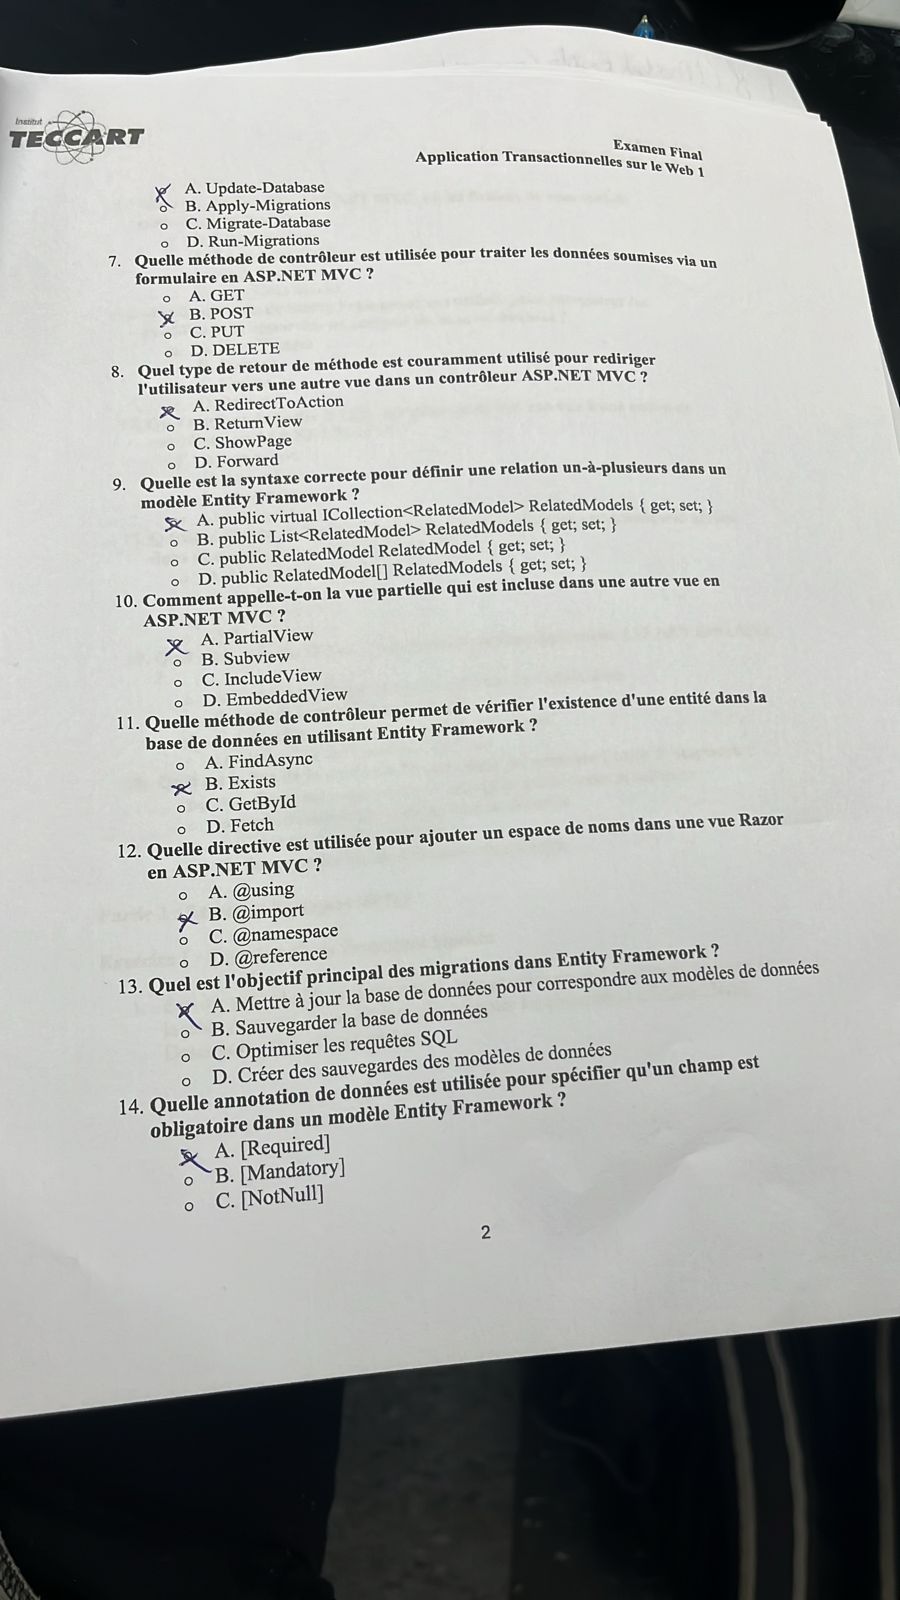 Institut
TECCART
Examen Final
Application Transactionnelles sur le Web 1
A. Update-Database
B. Apply-Migrations
C. Migrate-Database
D. Run-Migrations
7. Quelle méthode de contrôleur est utilisée pour traiter les données soumises via un
formulaire en ASP.NET MVC ?
A. GET
B. POST
C. PUT
D. DELETE
8. Quel type de retour de méthode est couramment utilisé pour rediriger
l'utilisateur vers une autre vue dans un contrôleur ASP.NET MVC ?
A. RedirectToAction
B. ReturnView
C. ShowPage
D. Forward
9. Quelle est la syntaxe correcte pour définir une relation un-à-plusieurs dans un
modèle Entity Framework ?
A. public virtual ICollection<RelatedModel> RelatedModels { get; set; }
B. public List<RelatedModel> RelatedModels { get; set; }
C. public RelatedModel RelatedModel { get; set; }
D. public RelatedModel[] RelatedModels { get; set; }
10. Comment appelle-t-on la vue partielle qui est incluse dans une autre vue en
ASP.NET MVC ?
A. PartialView
B. Subview
C. IncludeView
D. EmbeddedView
11. Quelle méthode de contrôleur permet de vérifier l'existence d'une entité dans la
base de données en utilisant Entity Framework ?
A. FindAsync
B. Exists
C. GetById
D. Fetch
12. Quelle directive est utilisée pour ajouter un espace de noms dans une vue Razor
en ASP.NET MVC ?
A. @using
B. @import
C. @namespace
D. @reference
13. Quel est l'objectif principal des migrations dans Entity Framework ?
A. Mettre à jour la base de données pour correspondre aux modèles de données
B. Sauvegarder la base de données
C. Optimiser les requêtes SQL
D. Créer des sauvegardes des modèles de données
14. Quelle annotation de données est utilisée pour spécifier qu'un champ est
obligatoire dans un modèle Entity Framework ?
A. [Required]
B. [Mandatory]
C. [NotNull]
2